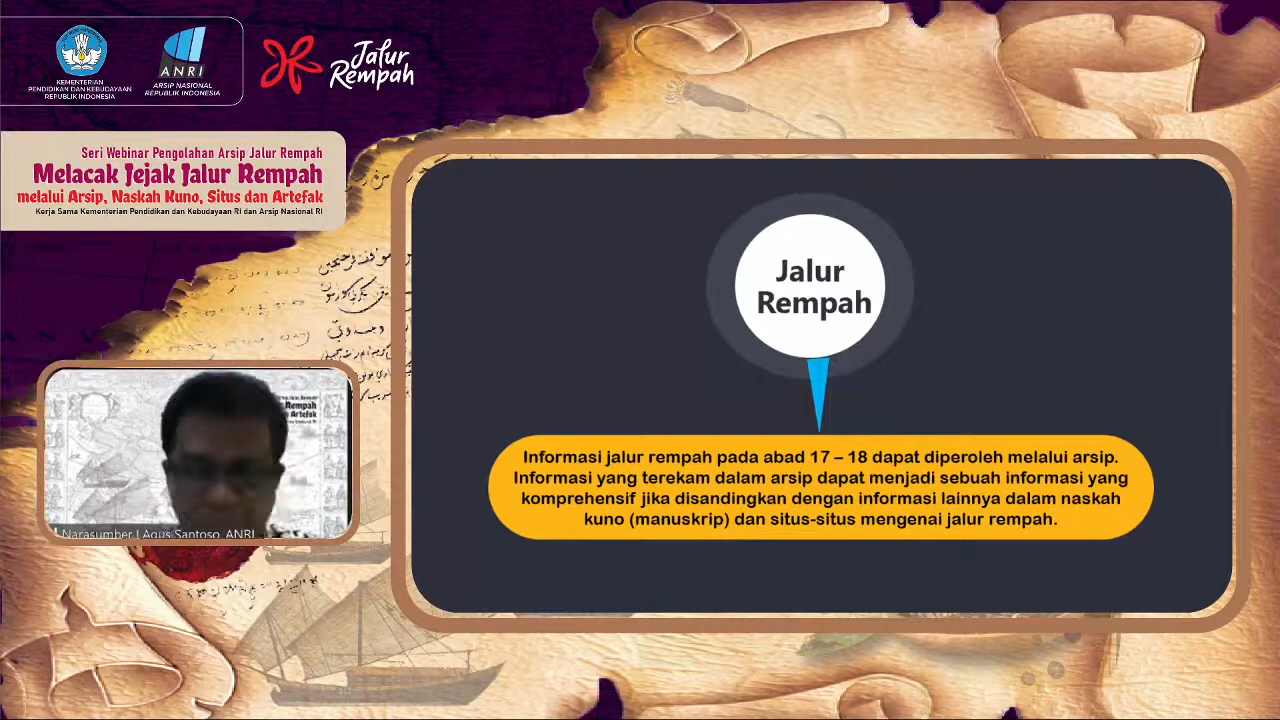 KEMENTERIAN
PENDIDIKAN DAN KEBUDAYAAN
REPUBLIK INDONESIA
ANRI
ARSIP NASIONAL
REPUBLIK INDONESIA
Jalur
Rempah
Seri Webinar Pengolahan Arsip Jalur Rempah
Melacak Jejak Jalur Rempah
melalui Arsip, Naskah Kuno, Situs dan Artefak
Kerja Sama Kementerian Pendidikan dan Kebudayaan RI dan Arsip Nasional RI
Jalur
Rempah
Informasi jalur rempah pada abad 17 – 18 dapat diperoleh melalui arsip.
Informasi yang terekam dalam arsip dapat menjadi sebuah informasi yang
komprehensif jika disandingkan dengan informasi lainnya dalam naskah
kuno (manuskrip) dan situs-situs mengenai jalur rempah.
Rempah
Artefak
Narasumber | Agus Santoso, ANRI